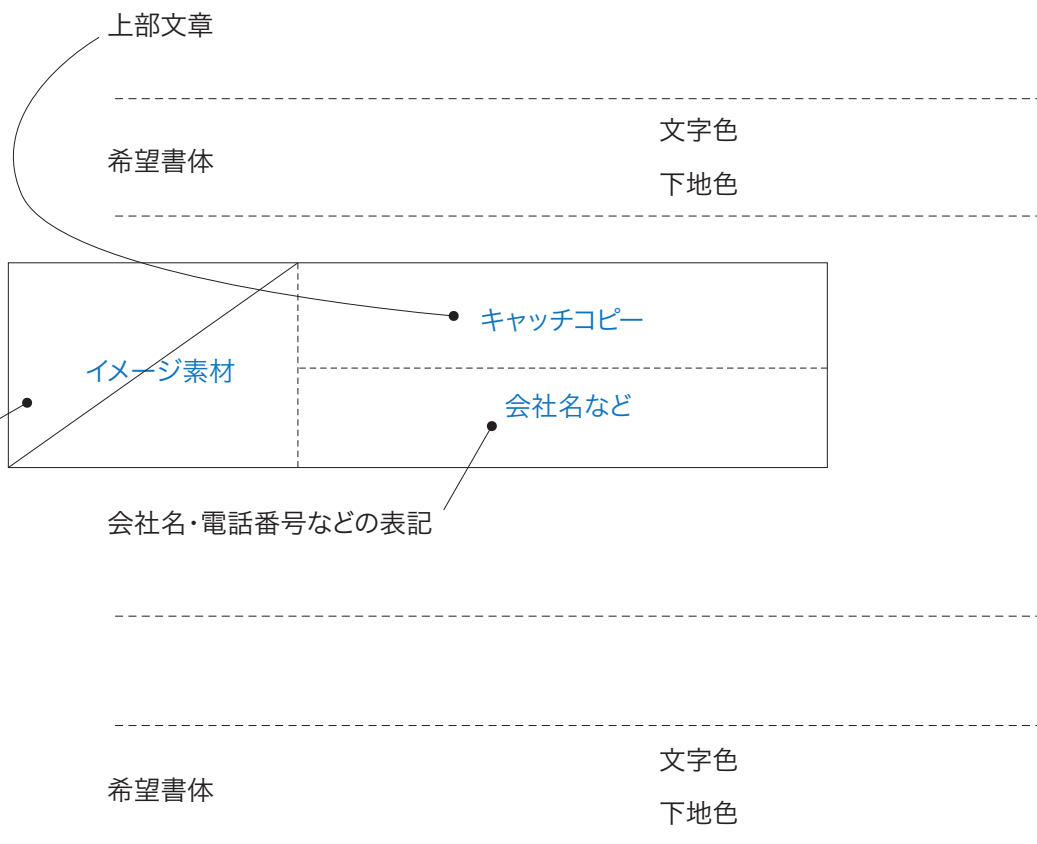 上部文章
文字色
希望書体
下地色
キャッチコピー
イメージ素材
会社名など
会社名・電話番号などの表記
文字色
希望書体
下地色